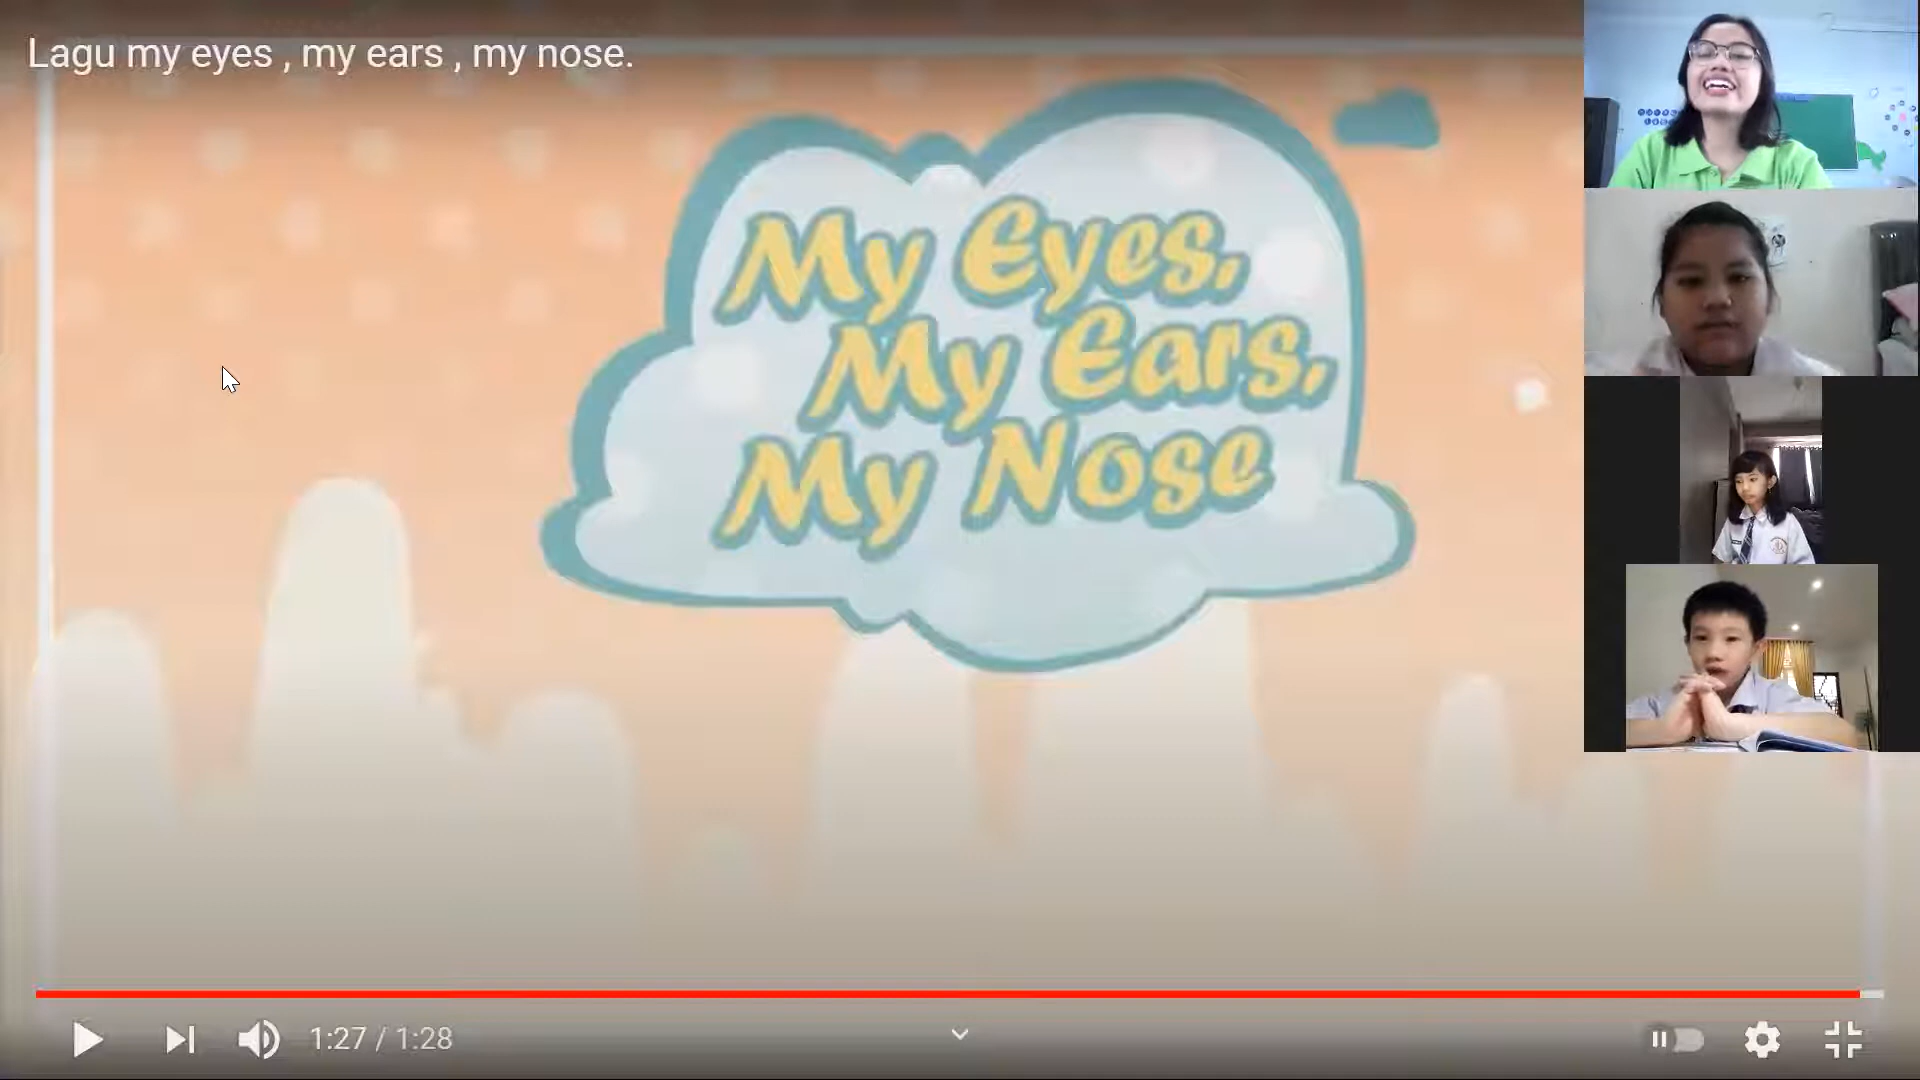 Lagu my eyes , my ears , my nose.
My Eyes,
My Ears,
My Nose
1:27 / 1:28